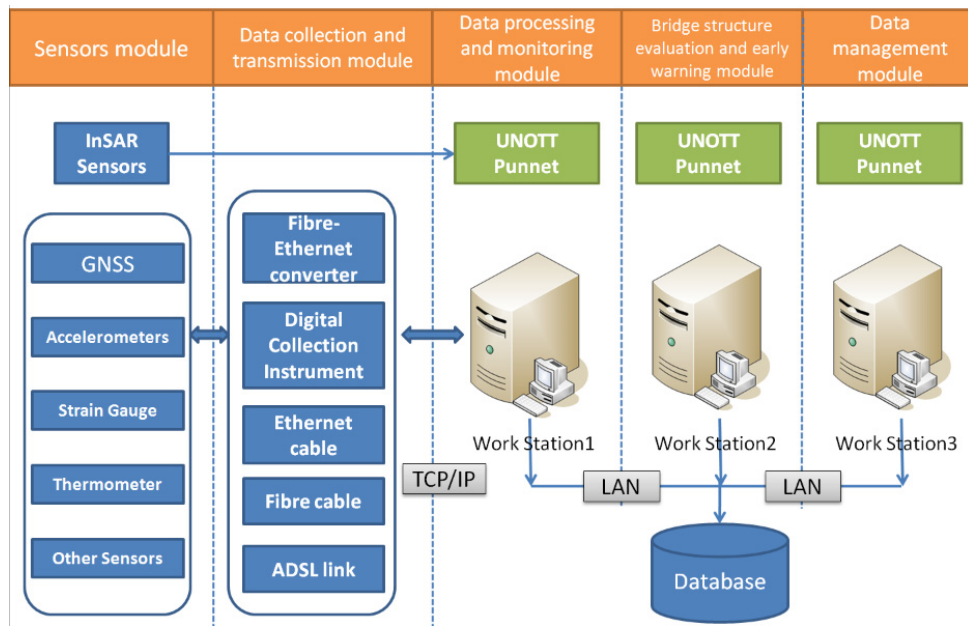 Sensors module
Data collection and
transmission module
Data processing
and monitoring
module
Bridge structure
evaluation and early
warning module
Data
management
module
InSAR
Sensors
UNOTT
Punnet
UNOTT
Punnet
UNOTT
Punnet
GNSS
Accelerometers
Strain Gauge
Thermometer
Other Sensors
Fibre-
Ethernet
converter
Digital
Collection
Instrument
Ethernet
cable
Fibre cable
ADSL link
TCP/IP
Work Station1
Work Station2
Work Station3
LAN
LAN
Database